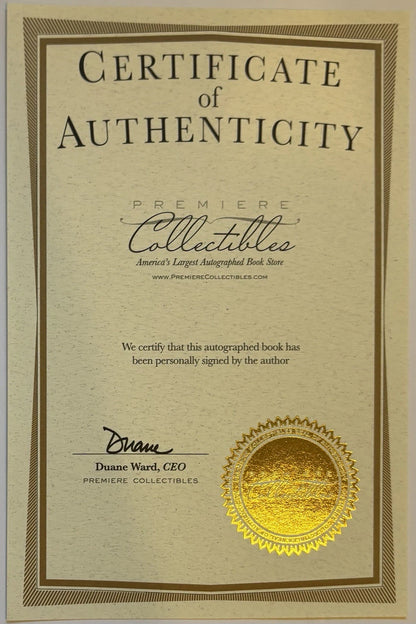 CERTIFICATE
of
AUTHENTICITY
PREMIERE
Collectibles
America's Largest Autographed Book Store
www.PremiereCollectibles.com
We certify that this autographed book has
been personally signed by the author
Duane
Duane Ward, CEO
PREMIERE COLLECTIBLES